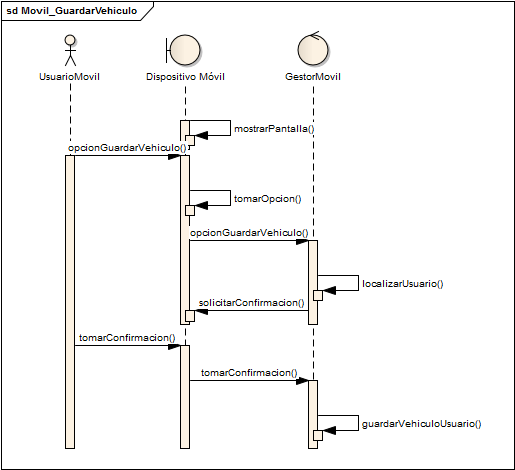 sd Movil_GuardarVehiculo
UsuarioMovil
Dispositivo Móvil
GestorMovil
mostrarPantalla()
opcionGuardarVehiculo()
tomarOpcion()
opcionGuardarVehiculo()
localizarUsuario()
solicitarConfirmacion()
tomarConfirmacion()
tomarConfirmacion()
guardarVehiculoUsuario()